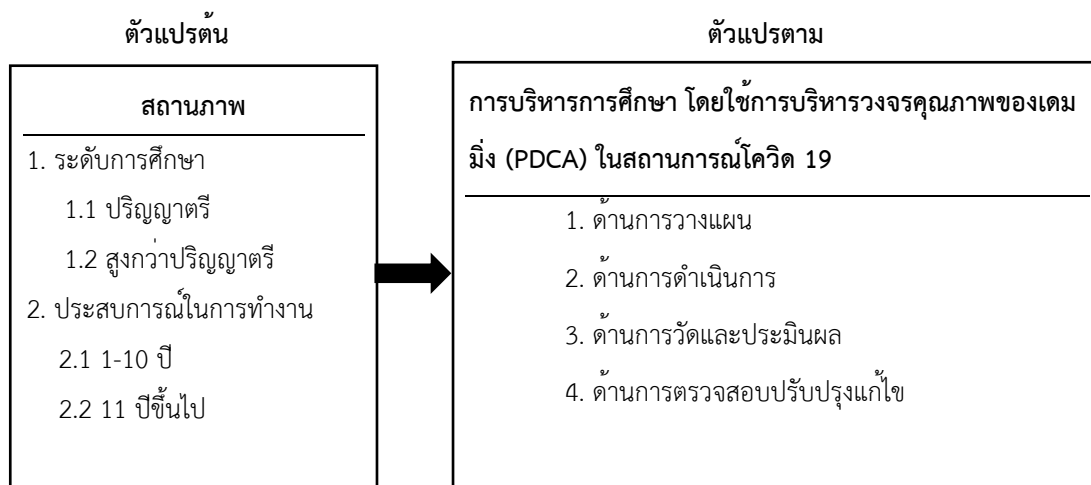 ตัวแปรต้น
สถานภาพ
1. ระดับการศึกษา
1.1 ปริญญาตรี
1.2 สูงกว่าปริญญาตรี
2. ประสบการณ์ในการทำงาน
2.1 1-10 ปี
2.2 11 ปีขึ้นไป
ตัวแปรตาม
การบริหารการศึกษา โดยใช้การบริหารวงจรคุณภาพของเดม
มิ่ง (PDCA) ในสถานการณ์โควิด 19
1. ด้านการวางแผน
2. ด้านการดำเนินการ
3. ด้านการวัดและประมินผล
4. ด้านการตรวจสอบปรับปรุงแก้ไข